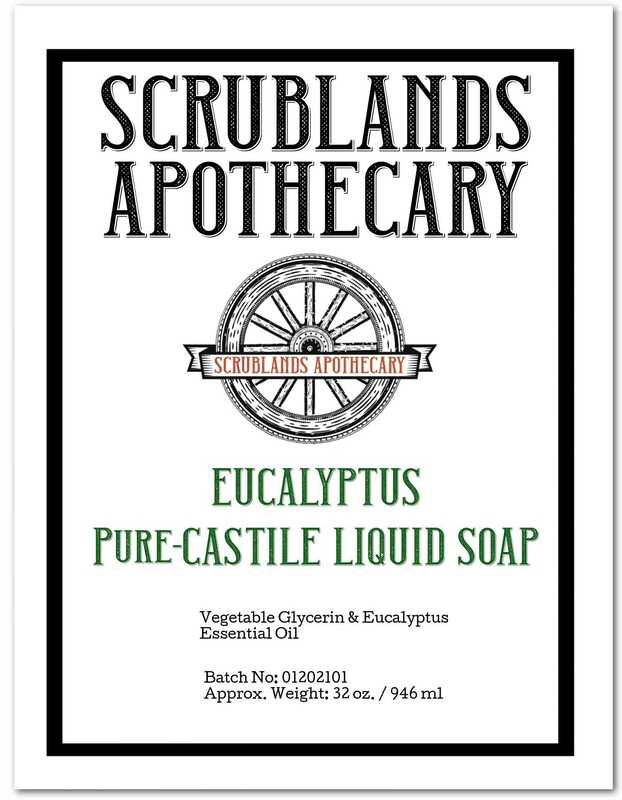 SCRUBLANDS
APOTHECARY
SCRUBLANDS APOTHECARY
EUCALYPTUS
PURE-CASTILE LIQUID SOAP
Vegetable Glycerin & Eucalyptus
Essential Oil
Batch No: 01202101
Approx. Weight: 32 oz. / 946 ml